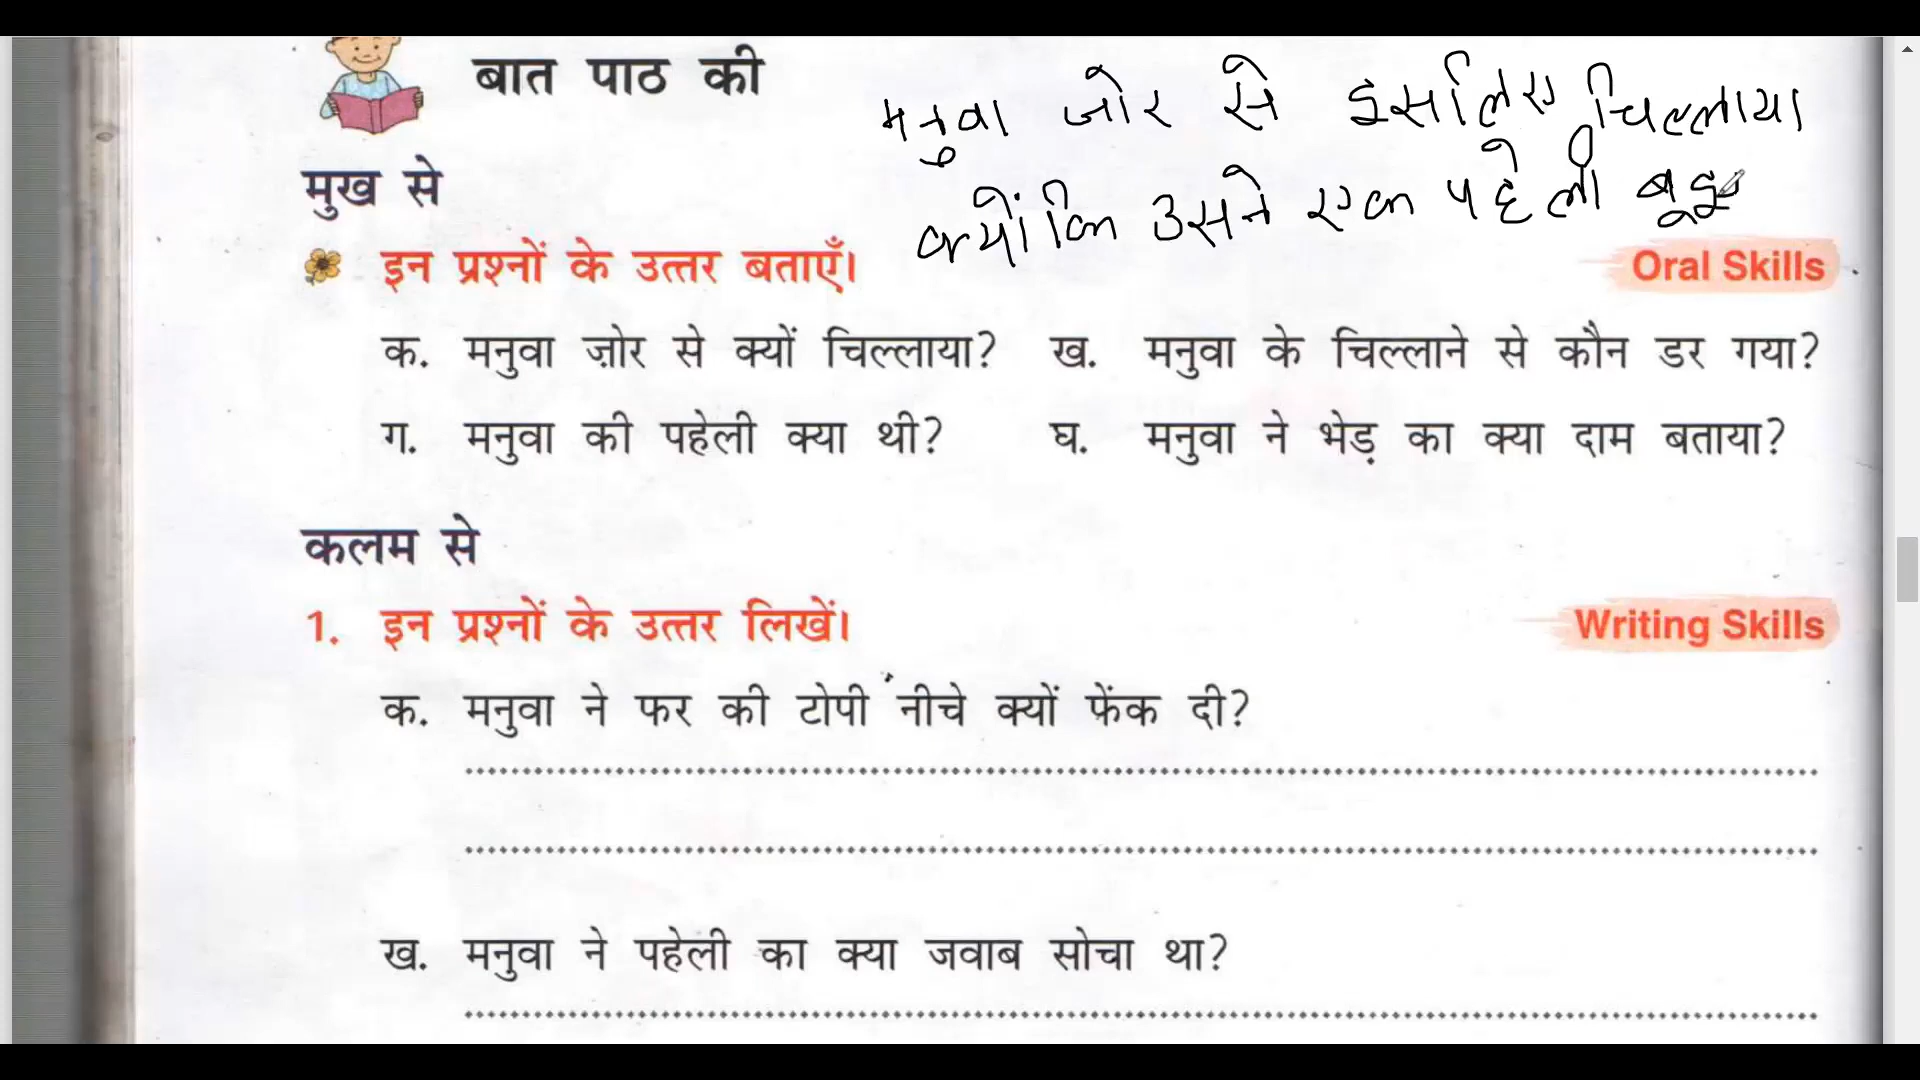 बात पाठ की
मनुवा जोर से इसलिए चिल्लाया
क्योंकि उसने एक पहेली बूझ
मुख से
इन प्रश्नों के उत्तर बताएँ।
Oral Skills
क. मनुवा ज़ोर से क्यों चिल्लाया? ख. मनुवा के चिल्लाने से कौन डर गया?
ग. मनुवा की पहेली क्या थी? घ. मनुवा ने भेड़ का क्या दाम बताया?
कलम से
1. इन प्रश्नों के उत्तर लिखें।
Writing Skills
क. मनुवा ने फर की टोपी नीचे क्यों फेंक दी?
ख. मनुवा ने पहेली का क्या जवाब सोचा था?